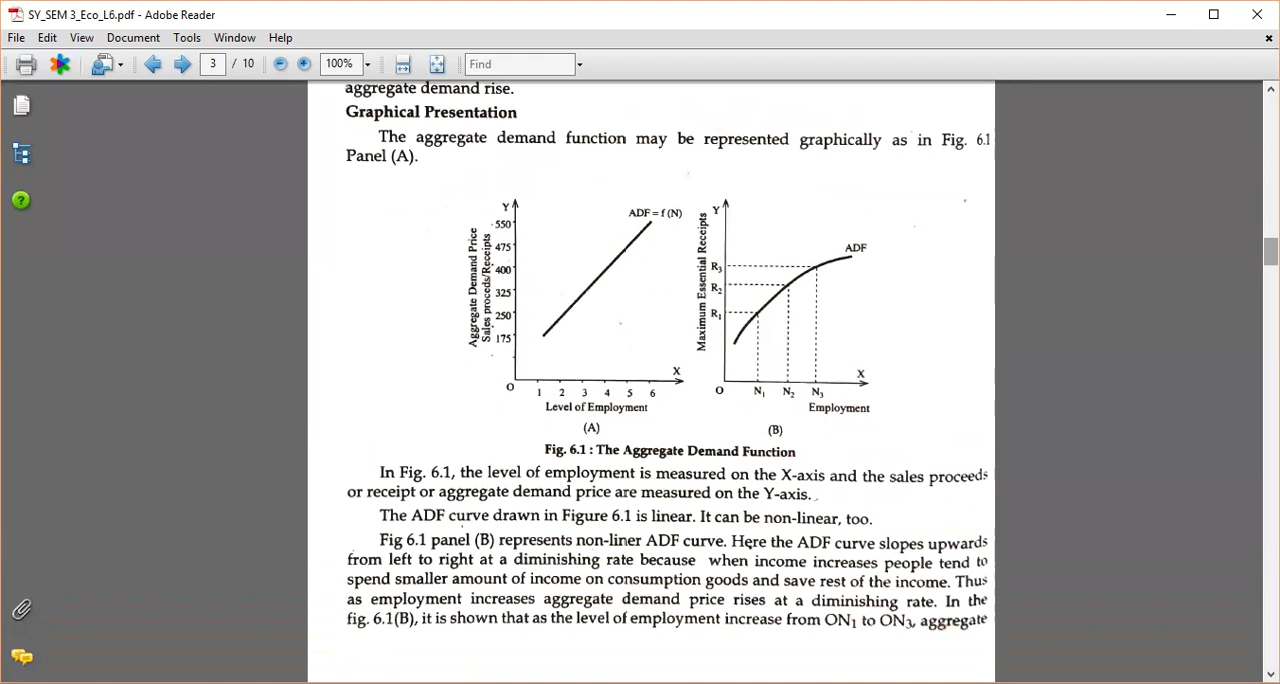 SY_SEM 3_Eco_L6.pdf - Adobe Reader
File Edit View Document Tools Window Help
3 / 10 100% Find
aggregate demand rise.
Graphical Presentation
The aggregate demand function may be represented graphically as in Fig. 6.1
Panel (A).
Y
550
475
400
325
250
175
O
1 2 3 4 5 6
X
ADF = f (N)
Aggregate Demand Price
Sales proceds/Receipts
Level of Employment
(A)
Y
Maximum Essential Receipts
R3
R2
R1
ADF
O
N1 N2 N3
X
Employment
(B)
Fig. 6.1 : The Aggregate Demand Function
In Fig. 6.1, the level of employment is measured on the X-axis and the sales proceeds
or receipt or aggregate demand price are measured on the Y-axis.
The ADF curve drawn in Figure 6.1 is linear. It can be non-linear, too.
Fig 6.1 panel (B) represents non-liner ADF curve. Here the ADF curve slopes upwards
from left to right at a diminishing rate because when income increases people tend to
spend smaller amount of income on consumption goods and save rest of the income. Thus
as employment increases aggregate demand price rises at a diminishing rate. In the
fig. 6.1(B), it is shown that as the level of employment increase from ON1 to ON3, aggregate